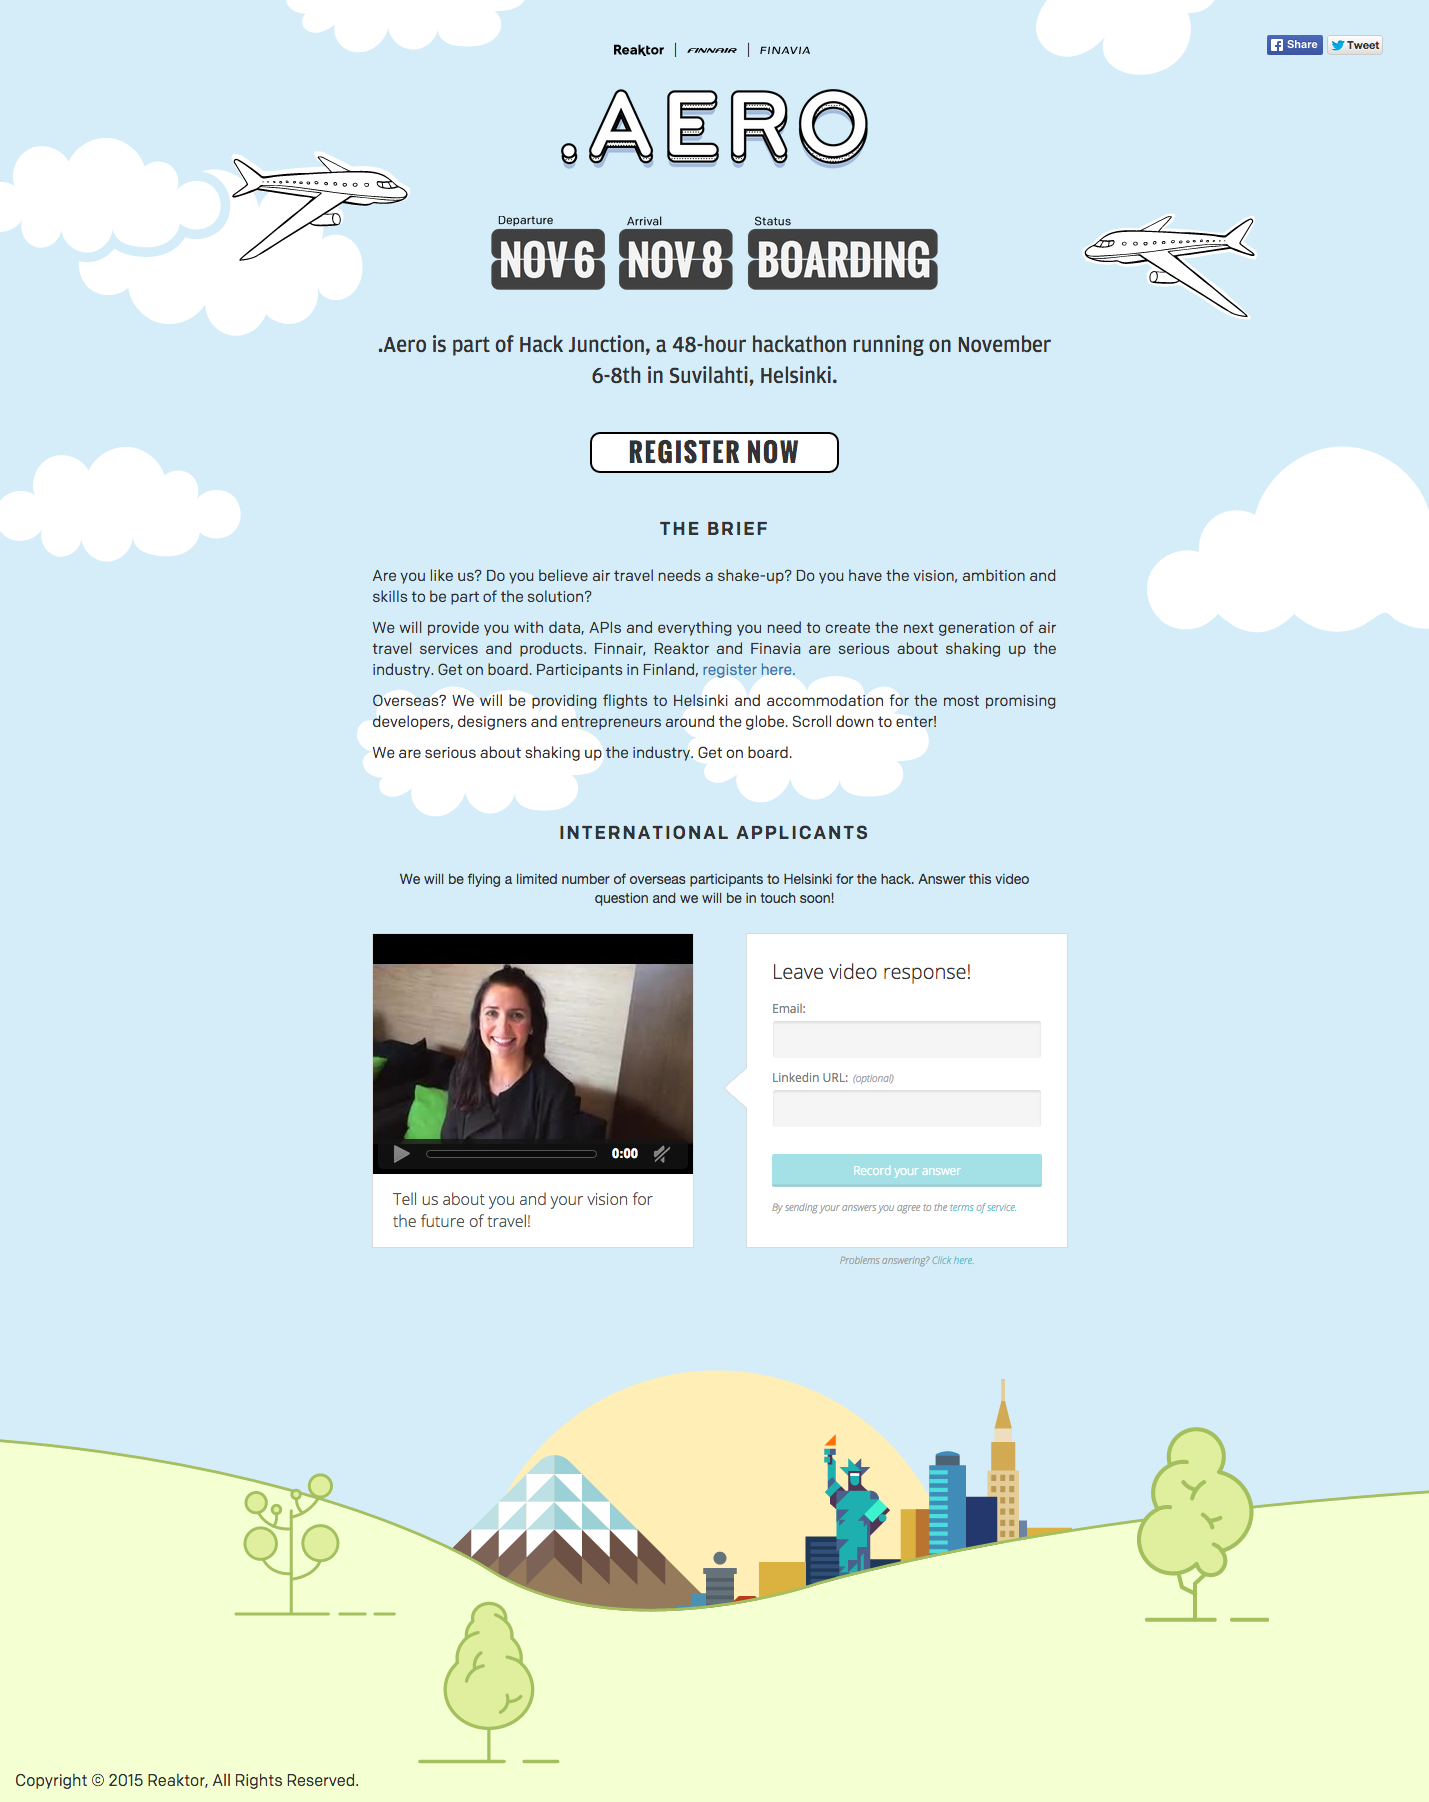 Reaktor | FINNAIR | FINAVIA
Share
Tweet
.AERO
Departure
Arrival
Status
NOV 6
NOV 8
BOARDING
.Aero is part of Hack Junction, a 48-hour hackathon running on November
6-8th in Suvilahti, Helsinki.
REGISTER NOW
THE BRIEF
Are you like us? Do you believe air travel needs a shake-up? Do you have the vision, ambition and
skills to be part of the solution?
We will provide you with data, APIs and everything you need to create the next generation of air
travel services and products. Finnair, Reaktor and Finavia are serious about shaking up the
industry. Get on board. Participants in Finland, register here.
Overseas? We will be providing flights to Helsinki and accommodation for the most promising
developers, designers and entrepreneurs around the globe. Scroll down to enter!
We are serious about shaking up the industry. Get on board.
INTERNATIONAL APPLICANTS
We will be flying a limited number of overseas participants to Helsinki for the hack. Answer this video
question and we will be in touch soon!
0:00
Tell us about you and your vision for
the future of travel!
Leave video response!
Email:
Linkedin URL: (optional)
Record your answer
By sending your answers you agree to the terms of service.
Problems answering? Click here.
Copyright © 2015 Reaktor, All Rights Reserved.